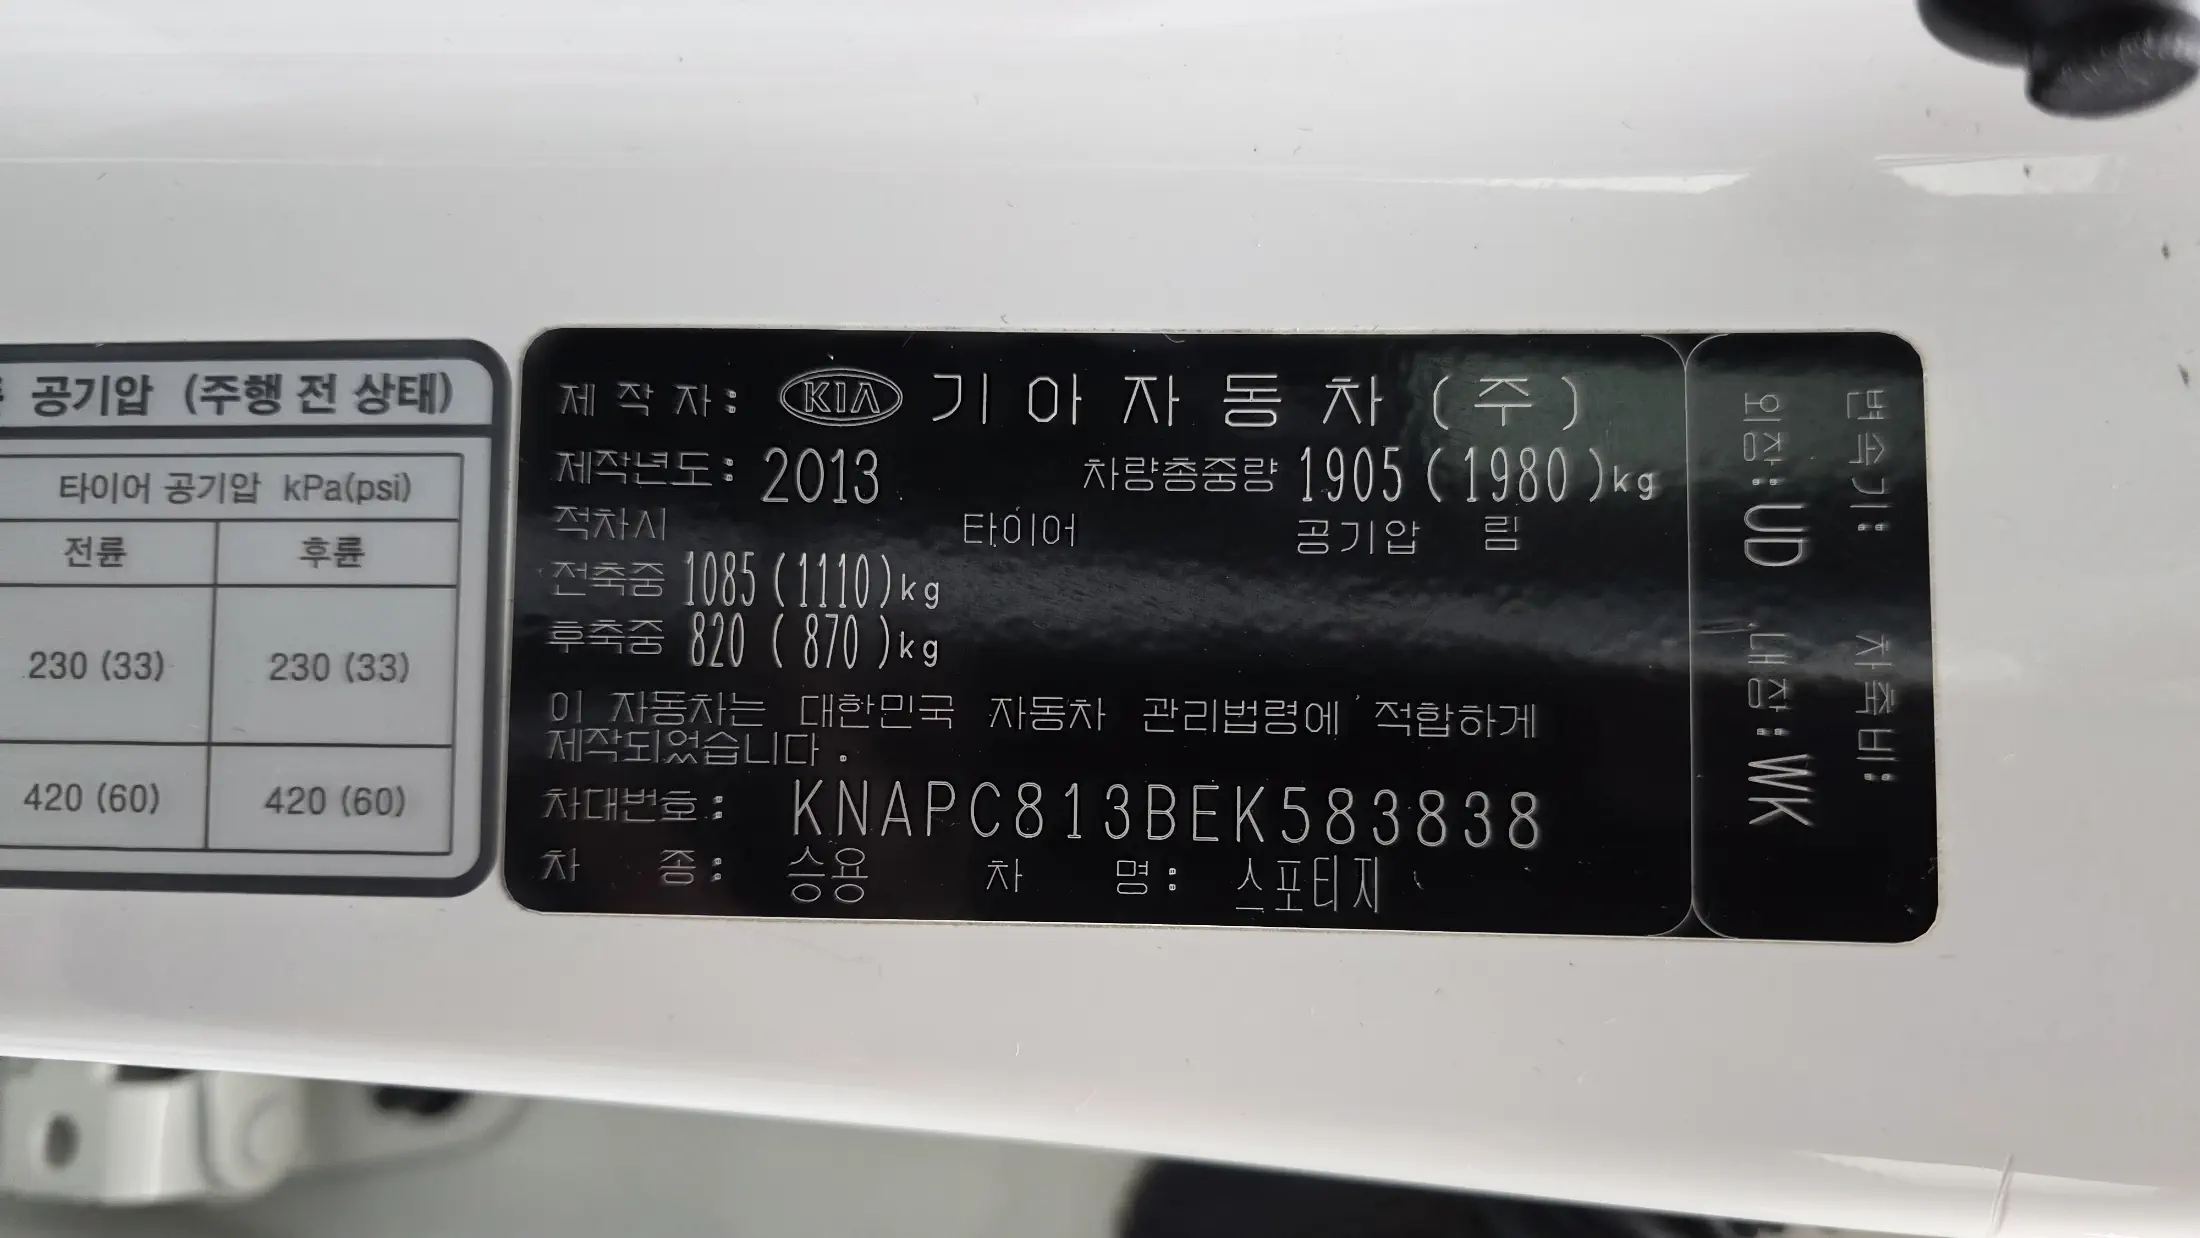 공기압 (주행 전 상태)
타이어 공기압 kPa(psi)
전륜 후륜
230 (33) 230 (33)
420 (60) 420 (60)
제작자: KIA 기아자동차(주)
제작년도: 2013 차량총중량 1905 (1980)kg
적차시 타이어 공기압 림
전축중 1085(1110)kg
후축중 820 ( 870 )kg
이 자동차는 대한민국 자동차 관리법령에 적합하게
제작되었습니다.
차대번호: KNAPC813BEK583838
차 종: 승용 차 명: 스포티지
변속기: 차축비:
외장:UD 내장:WK